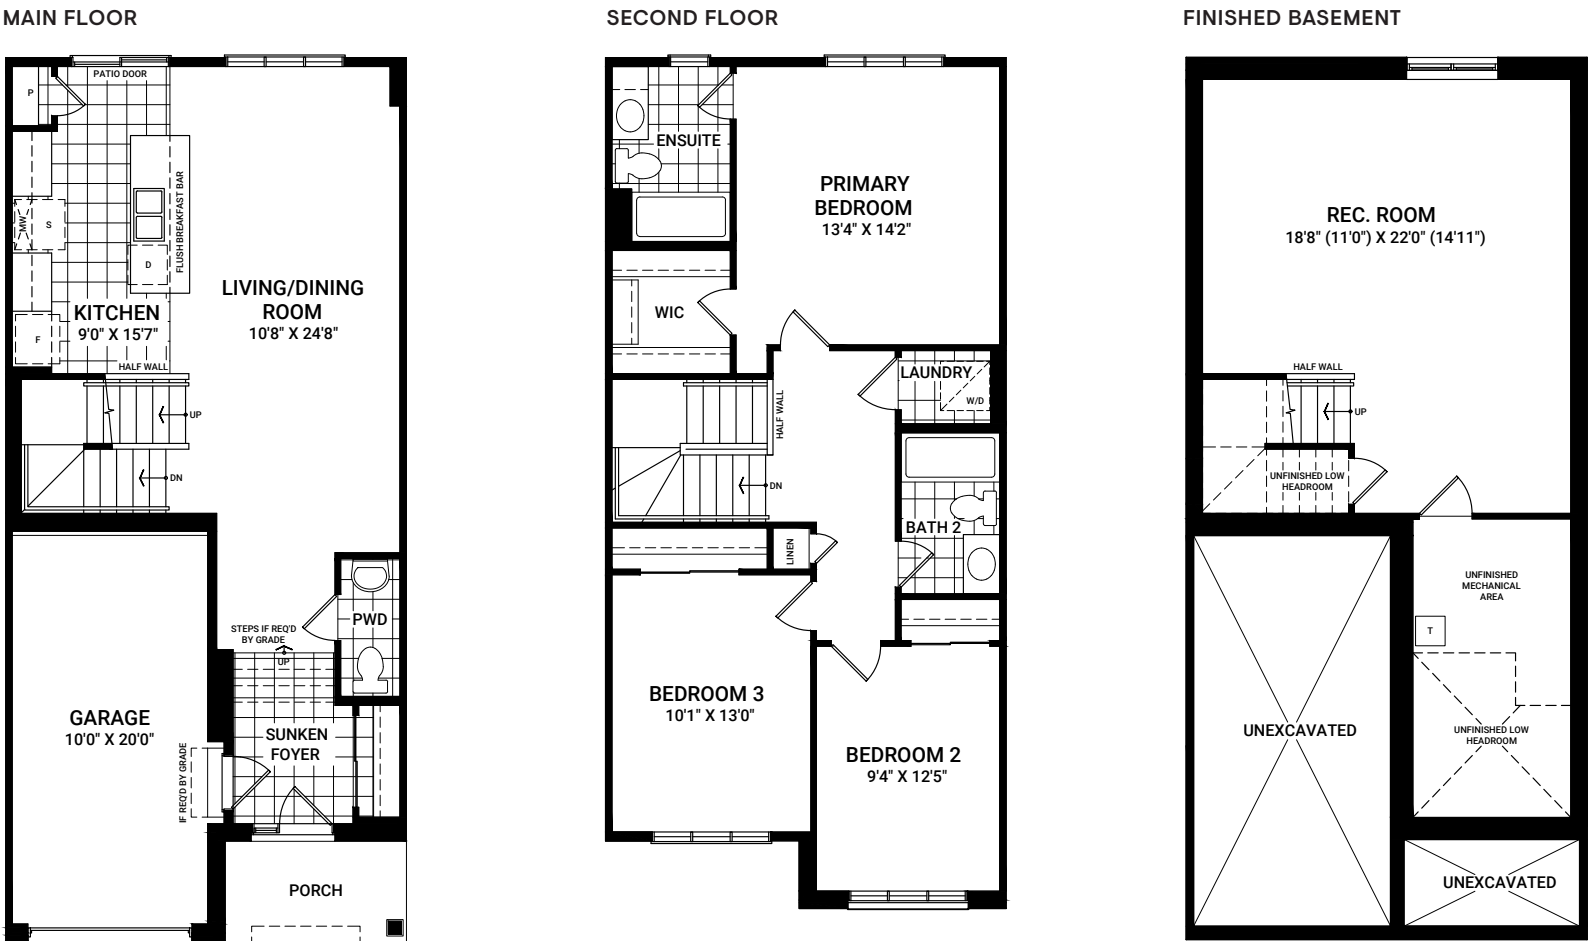 MAIN FLOOR
PATIO DOOR
P
MW
S
FLUSH BREAKFAST BAR
D
LIVING/DINING
ROOM
10'8" X 24'8"
KITCHEN
9'0" X 15'7"
F
HALF WALL
UP
DN
PWD
STEPS IF REQ'D
BY GRADE
UP
GARAGE
10'0" X 20'0"
SUNKEN
FOYER
IF REQ'D BY GRADE
PORCH
SECOND FLOOR
ENSUITE
PRIMARY
BEDROOM
13'4" X 14'2"
WIC
LAUNDRY
W/D
HALF WALL
DN
BATH 2
LINEN
BEDROOM 3
10'1" X 13'0"
BEDROOM 2
9'4" X 12'5"
FINISHED BASEMENT
REC. ROOM
18'8" (11'0") X 22'0" (14'11")
HALF WALL
UP
UNFINISHED LOW
HEADROOM
UNFINISHED
MECHANICAL
AREA
T
UNFINISHED LOW
HEADROOM
UNEXCAVATED
UNEXCAVATED